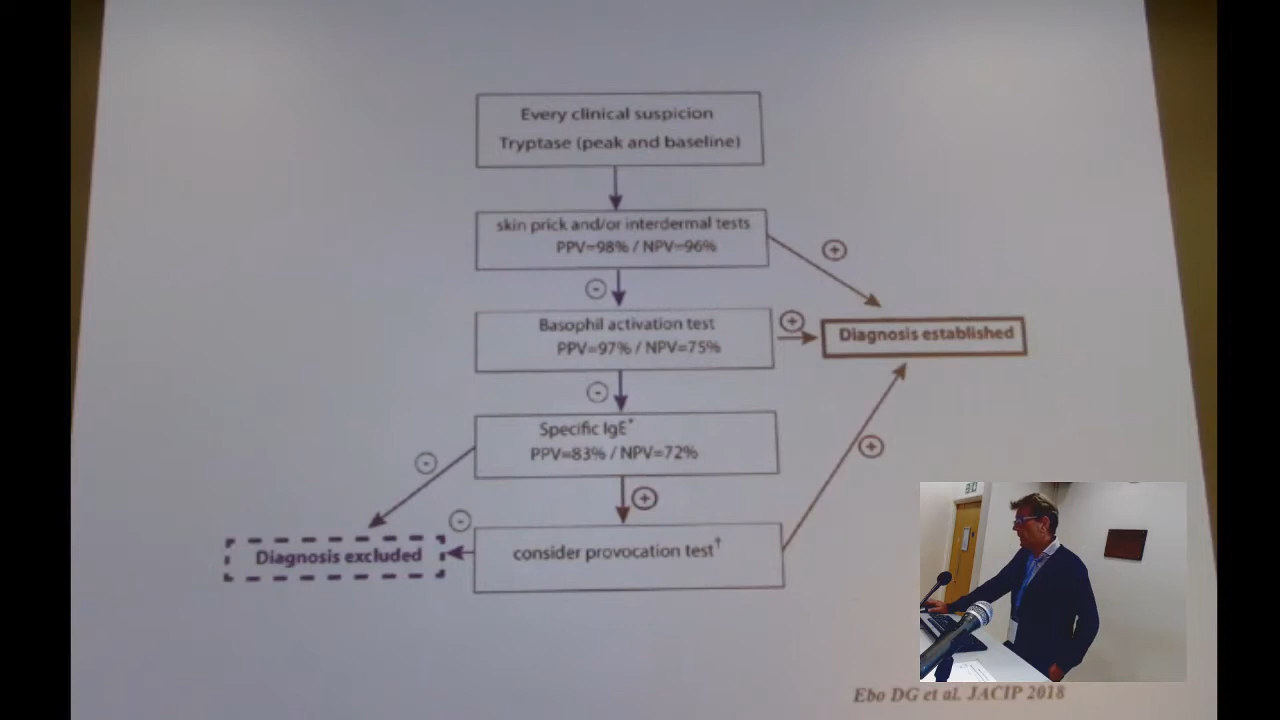 Every clinical suspicion
Tryptase (peak and baseline)
skin prick and/or interdermal tests
PPV=98% / NPV=96%
+
-
Basophil activation test
PPV=97% / NPV=75%
+
Diagnosis established
-
Specific IgE*
PPV=83% / NPV=72%
-
+
+
-
Diagnosis excluded
consider provocation test†
Ebo DG et al. JACIP 2018